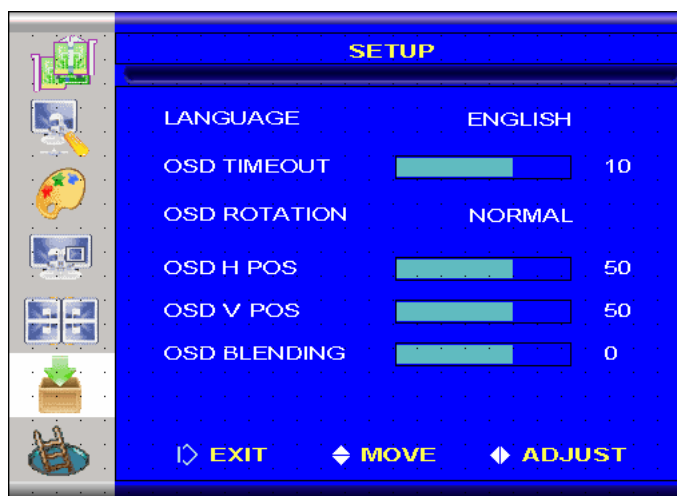 SETUP
LANGUAGE ENGLISH
OSD TIMEOUT 10
OSD ROTATION NORMAL
OSD H POS 50
OSD V POS 50
OSD BLENDING 0
EXIT MOVE ADJUST